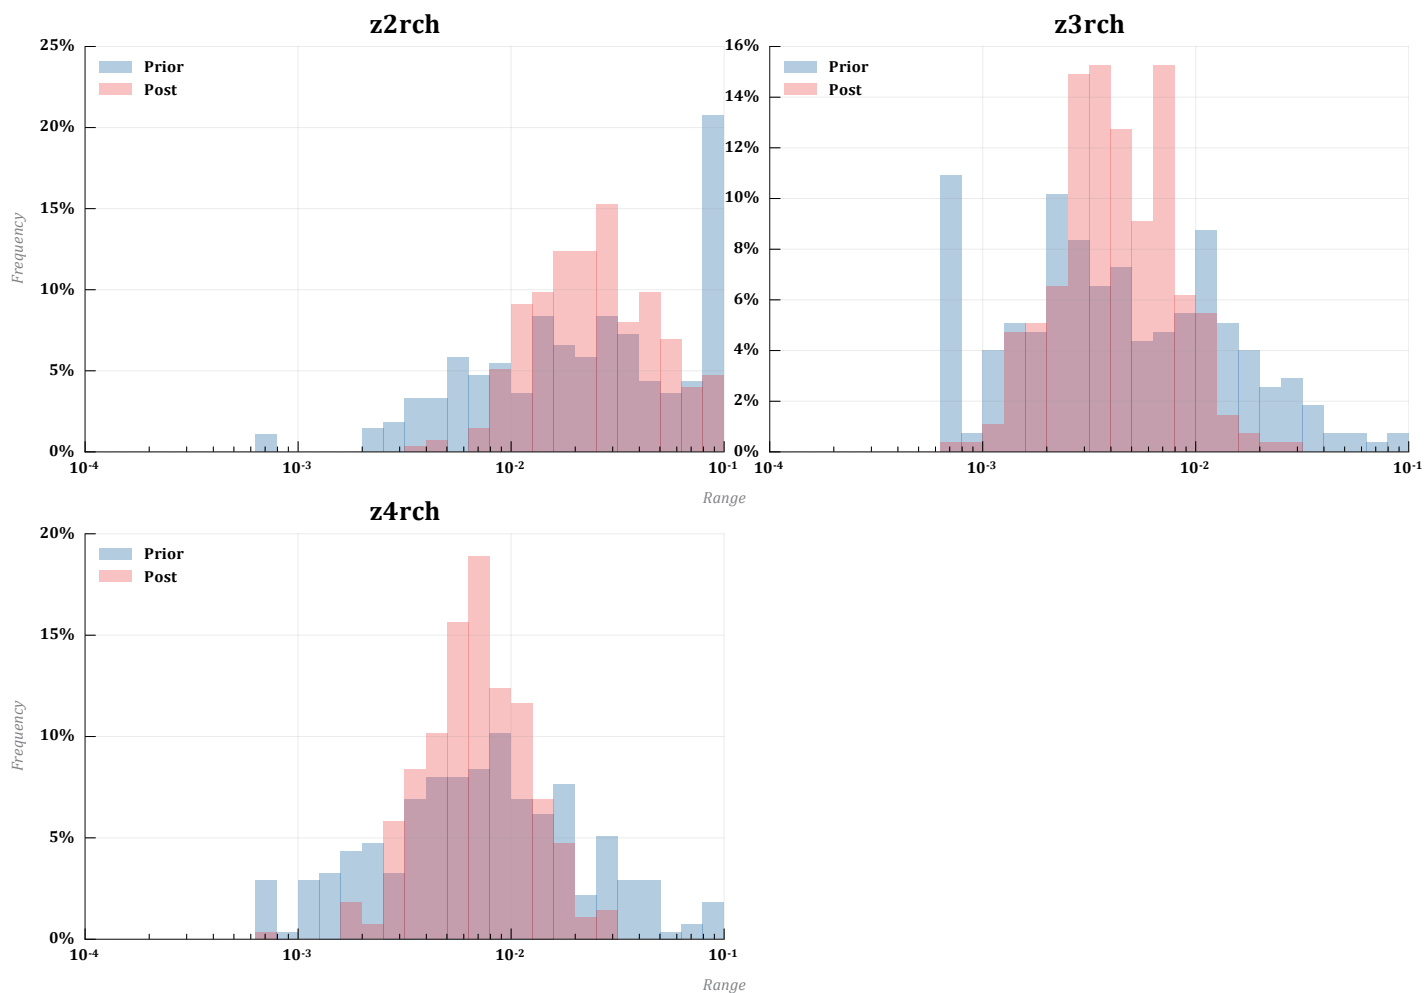 z2rch
25%
20%
15%
10%
5%
0%
Frequency
Prior
Post
10-4
10-3
10-2
10-1
Range
z3rch
16%
14%
12%
10%
8%
6%
4%
2%
0%
Prior
Post
10-4
10-3
10-2
10-1
z4rch
20%
15%
10%
5%
0%
Frequency
Prior
Post
10-4
10-3
10-2
10-1
Range